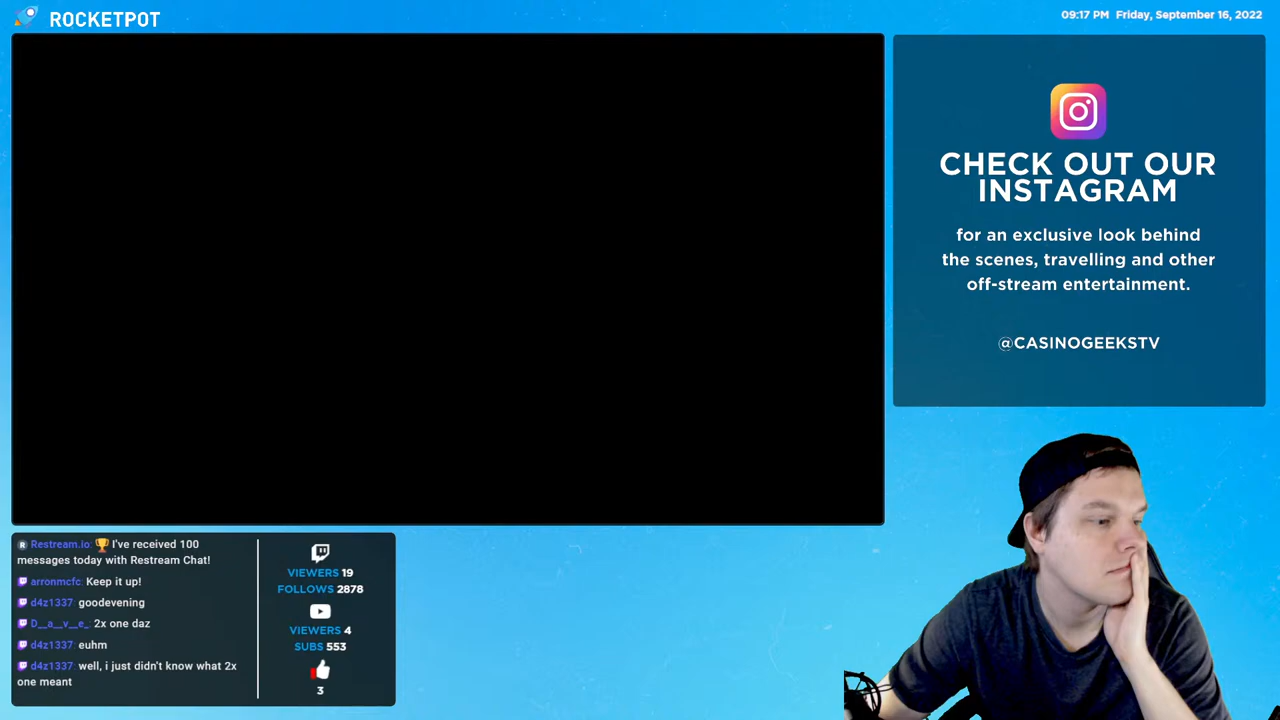 ROCKETPOT
09:17 PM Friday, September 16, 2022
CHECK OUT OUR
INSTAGRAM
for an exclusive look behind
the scenes, travelling and other
off-stream entertainment.
@CASINOGEEKSTV
Restream.io: 🏆 I've received 100
messages today with Restream Chat!
arronmcfc: Keep it up!
d4z1337: goodevening
D__a__v__e_: 2x one daz
d4z1337: euhm
d4z1337: well, i just didn't know what 2x
one meant
VIEWERS 19
FOLLOWS 2878
VIEWERS 4
SUBS 553
3